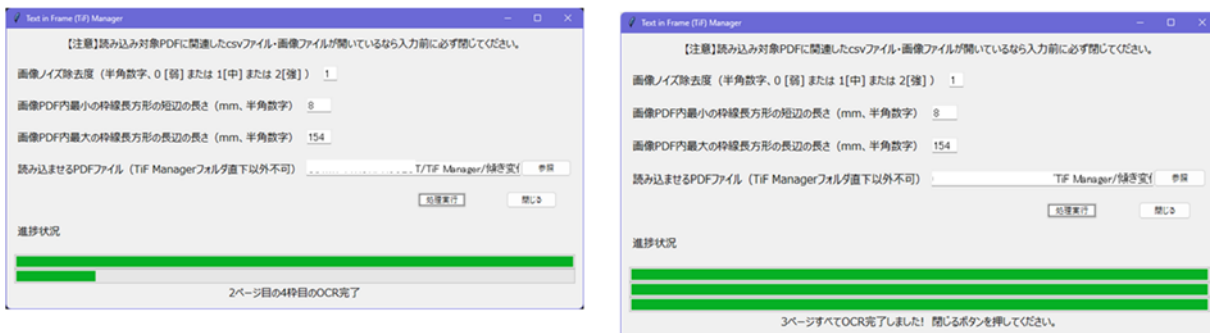 Text in Frame (TiF) Manager
【注意】読み込み対象PDFに関連したcsvファイル・画像ファイルが開いているなら入力前に必ず閉じてください。
画像ノイズ除去度（半角数字、0 [弱] または 1[中] または 2[強] ） 1
画像PDF内最小の枠線長方形の短辺の長さ（mm、半角数字） 8
画像PDF内最大の枠線長方形の長辺の長さ（mm、半角数字） 154
読み込ませるPDFファイル（TiF Managerフォルダ直下以外不可） T/TiF Manager/傾き変 参照
処理実行 閉じる
進捗状況
2ページ目の4枠目のOCR完了
Text in Frame (TiF) Manager
【注意】読み込み対象PDFに関連したcsvファイル・画像ファイルが開いているなら入力前に必ず閉じてください。
画像ノイズ除去度（半角数字、0 [弱] または 1[中] または 2[強] ） 1
画像PDF内最小の枠線長方形の短辺の長さ（mm、半角数字） 8
画像PDF内最大の枠線長方形の長辺の長さ（mm、半角数字） 154
読み込ませるPDFファイル（TiF Managerフォルダ直下以外不可） TiF Manager/傾き変 参照
処理実行 閉じる
進捗状況
3ページすべてOCR完了しました! 閉じるボタンを押してください。